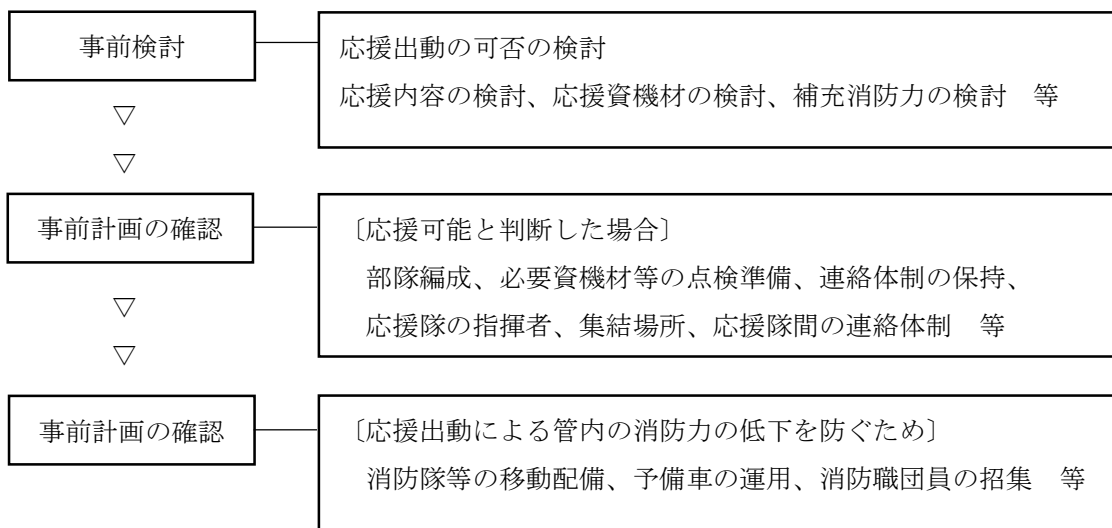 事前検討
応援出動の可否の検討
応援内容の検討、応援資機材の検討、補充消防力の検討　等
▽
▽
事前計画の確認
〔応援可能と判断した場合〕
部隊編成、必要資機材等の点検準備、連絡体制の保持、
応援隊の指揮者、集結場所、応援隊間の連絡体制　等
▽
▽
事前計画の確認
〔応援出動による管内の消防力の低下を防ぐため〕
消防隊等の移動配備、予備車の運用、消防職団員の招集　等